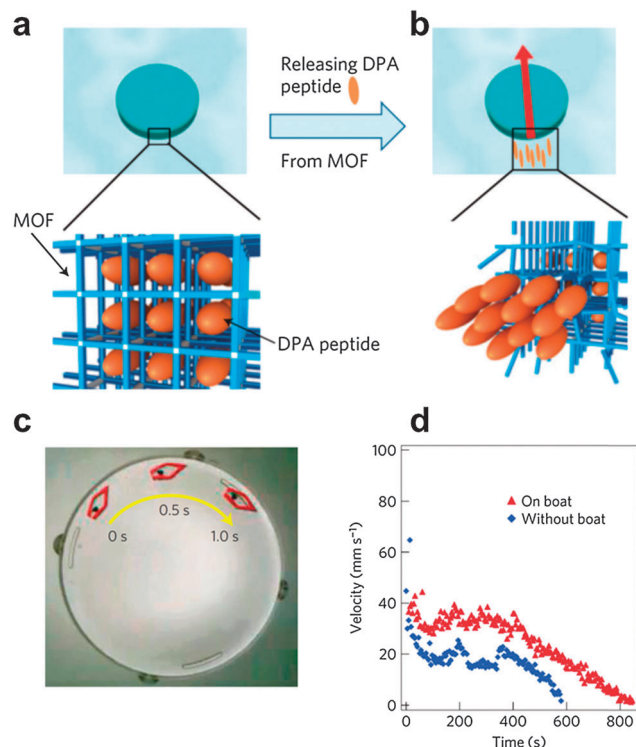 a
b
Releasing DPA
peptide
From MOF
MOF
DPA peptide
c
0 s
0.5 s
1.0 s
d
100
80
60
40
20
0
Velocity (mm s⁻¹)
On boat
Without boat
0
200
400
600
800
Time (s)